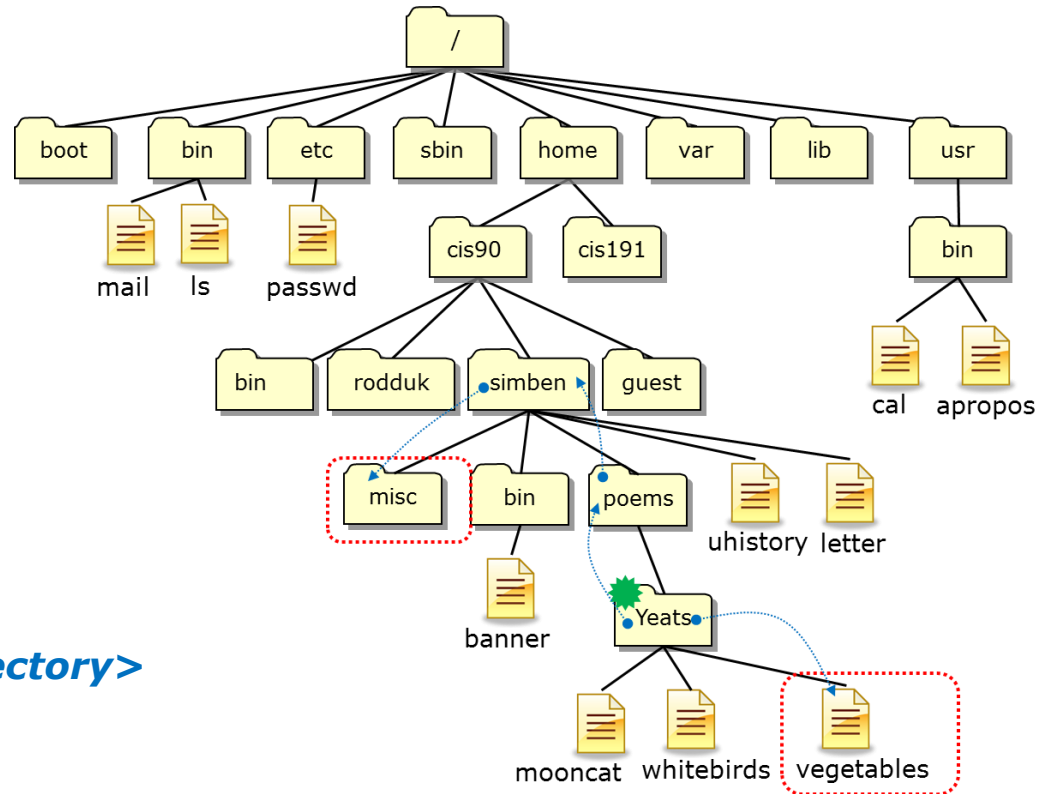 /
boot bin etc sbin home var lib usr
mail ls passwd cis90 cis191 bin
bin rodduk simben guest cal apropos
misc bin poems uhistory letter
banner Yeats
ectory>
mooncat whitebirds vegetables